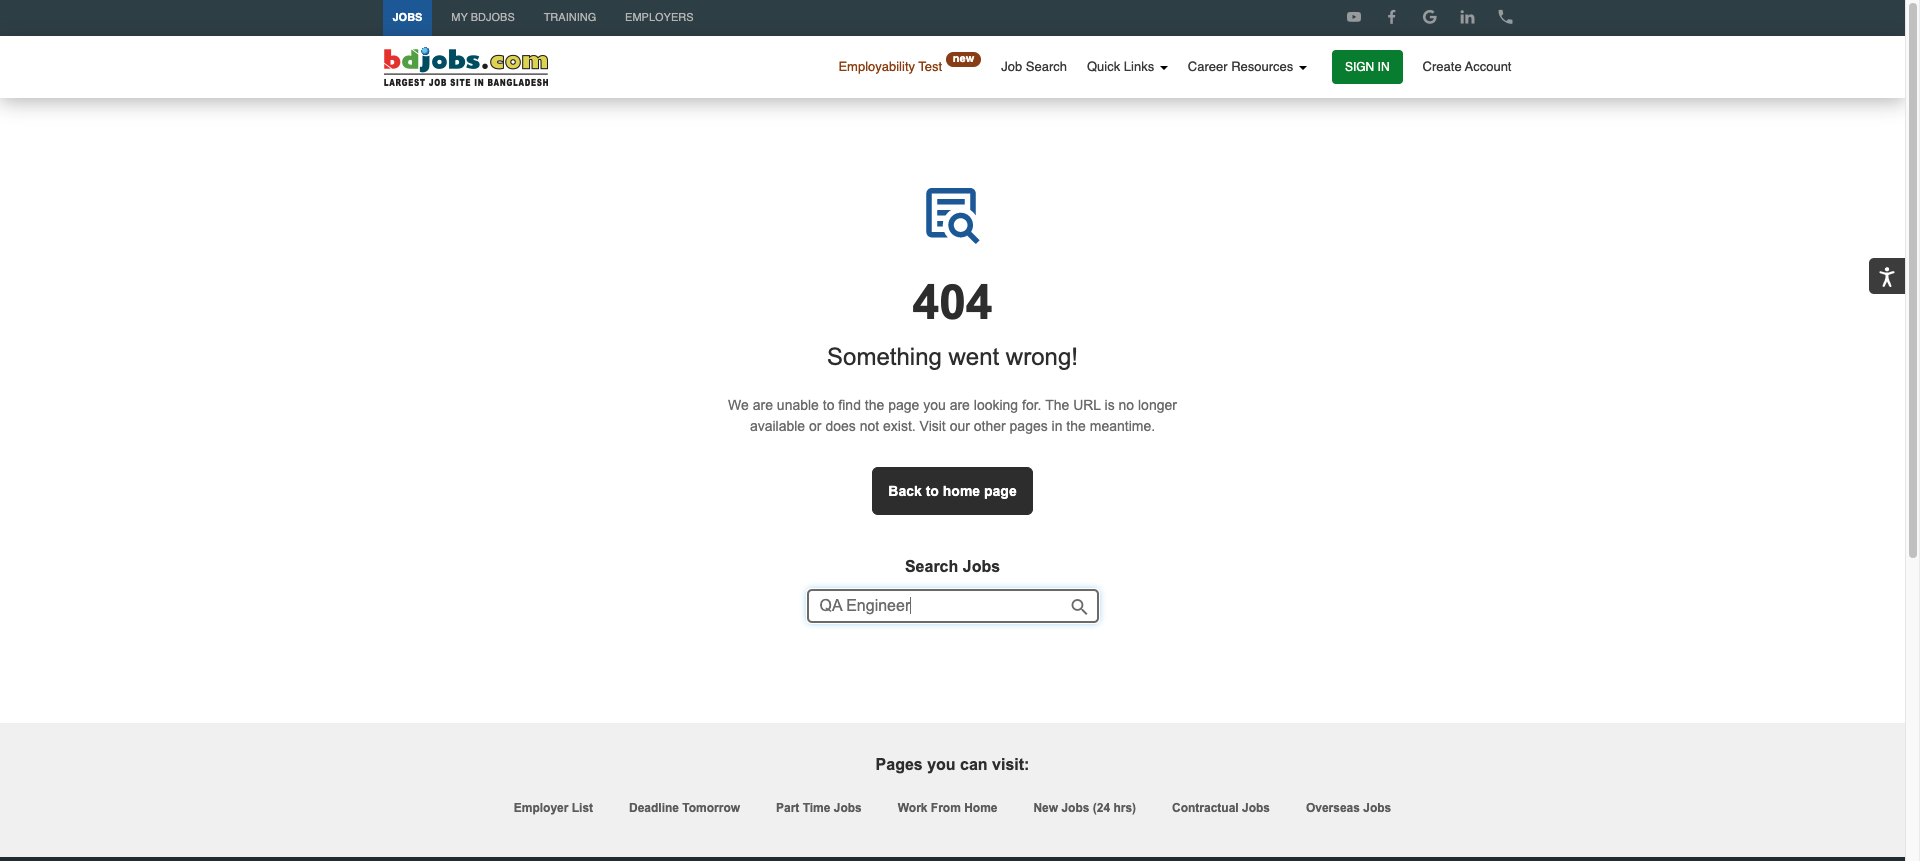 JOBS MY BDJOBS TRAINING EMPLOYERS
bdjobs.com
LARGEST JOB SITE IN BANGLADESH
Employability Test new Job Search Quick Links Career Resources SIGN IN Create Account
404
Something went wrong!
We are unable to find the page you are looking for. The URL is no longer
available or does not exist. Visit our other pages in the meantime.
Back to home page
Search Jobs
QA Engineer
Pages you can visit:
Employer List Deadline Tomorrow Part Time Jobs Work From Home New Jobs (24 hrs) Contractual Jobs Overseas Jobs